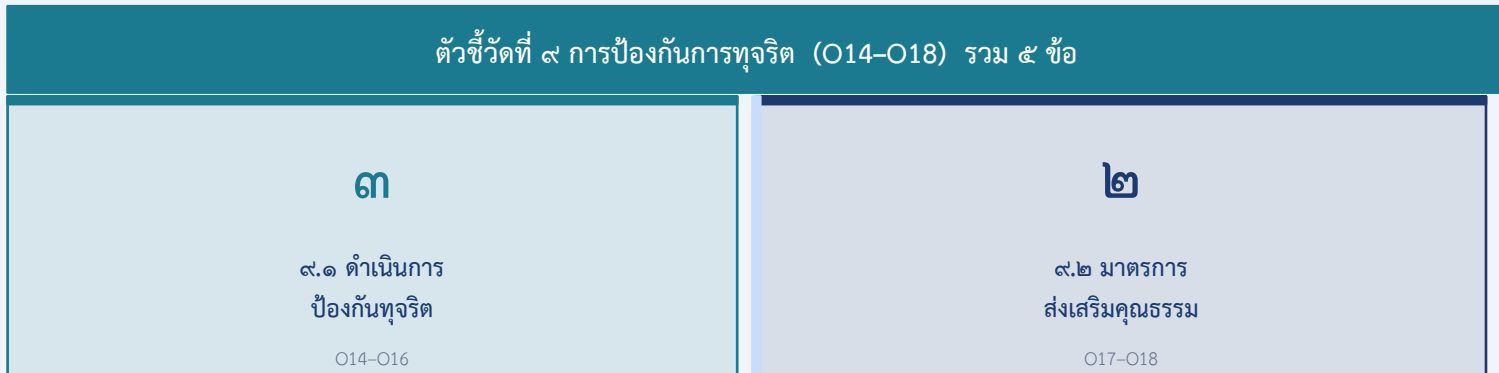 ตัวชี้วัดที่ ๙ การป้องกันการทุจริต (O14–O18) รวม ๕ ข้อ
๓
๙.๑ ดำเนินการ
ป้องกันทุจริต
O14–O16
๒
๙.๒ มาตรการ
ส่งเสริมคุณธรรม
O17–O18